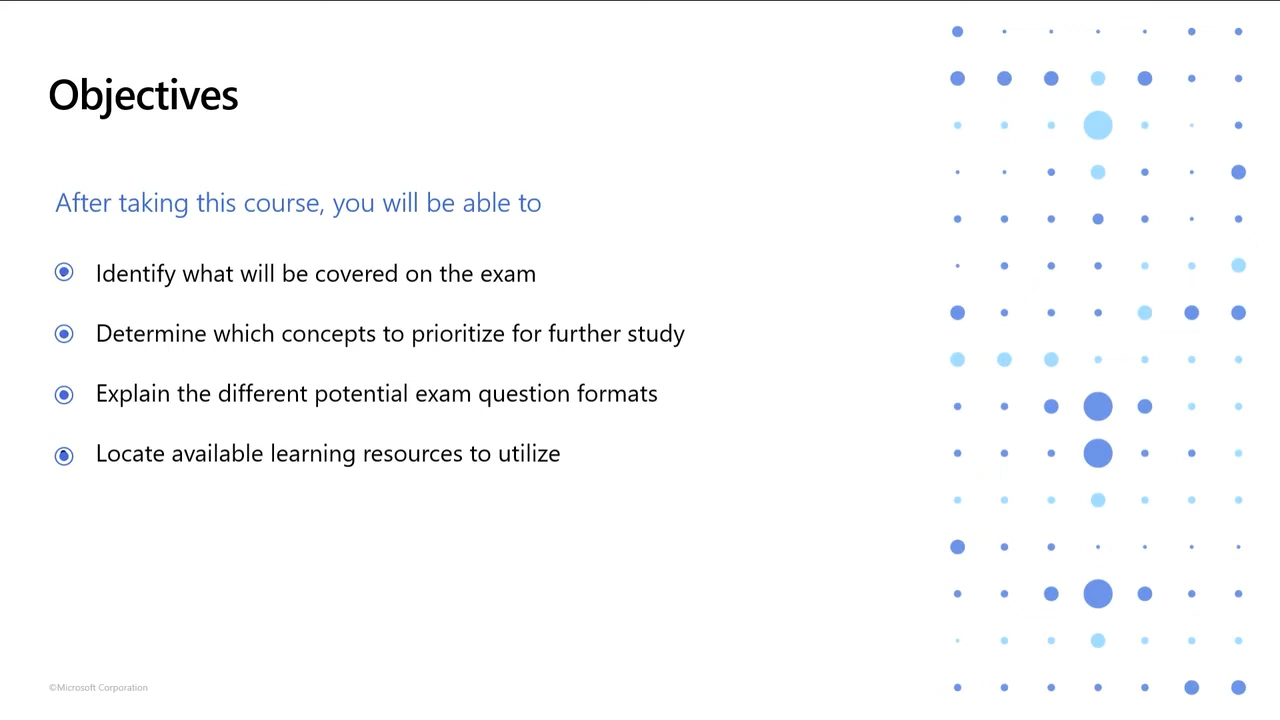 Objectives
After taking this course, you will be able to
Identify what will be covered on the exam
Determine which concepts to prioritize for further study
Explain the different potential exam question formats
Locate available learning resources to utilize
©Microsoft Corporation